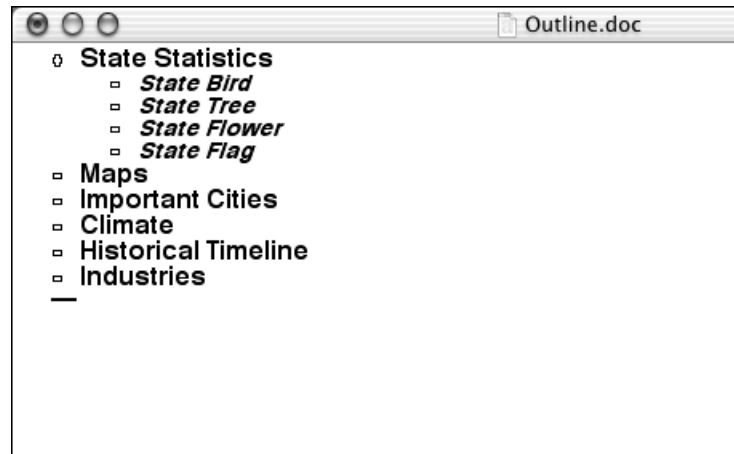 Outline.doc
State Statistics
State Bird
State Tree
State Flower
State Flag
Maps
Important Cities
Climate
Historical Timeline
Industries